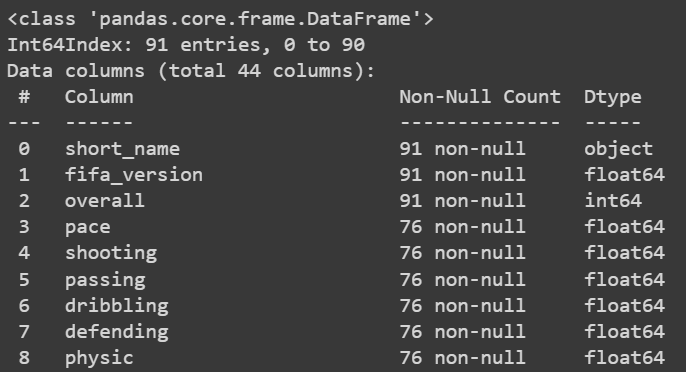 <class 'pandas.core.frame.DataFrame'>
Int64Index: 91 entries, 0 to 90
Data columns (total 44 columns):
 #   Column                      Non-Null Count  Dtype
---  ------                      --------------  -----
 0   short_name                  91 non-null     object
 1   fifa_version                91 non-null     float64
 2   overall                     91 non-null     int64
 3   pace                        76 non-null     float64
 4   shooting                    76 non-null     float64
 5   passing                     76 non-null     float64
 6   dribbling                   76 non-null     float64
 7   defending                   76 non-null     float64
 8   physic                      76 non-null     float64